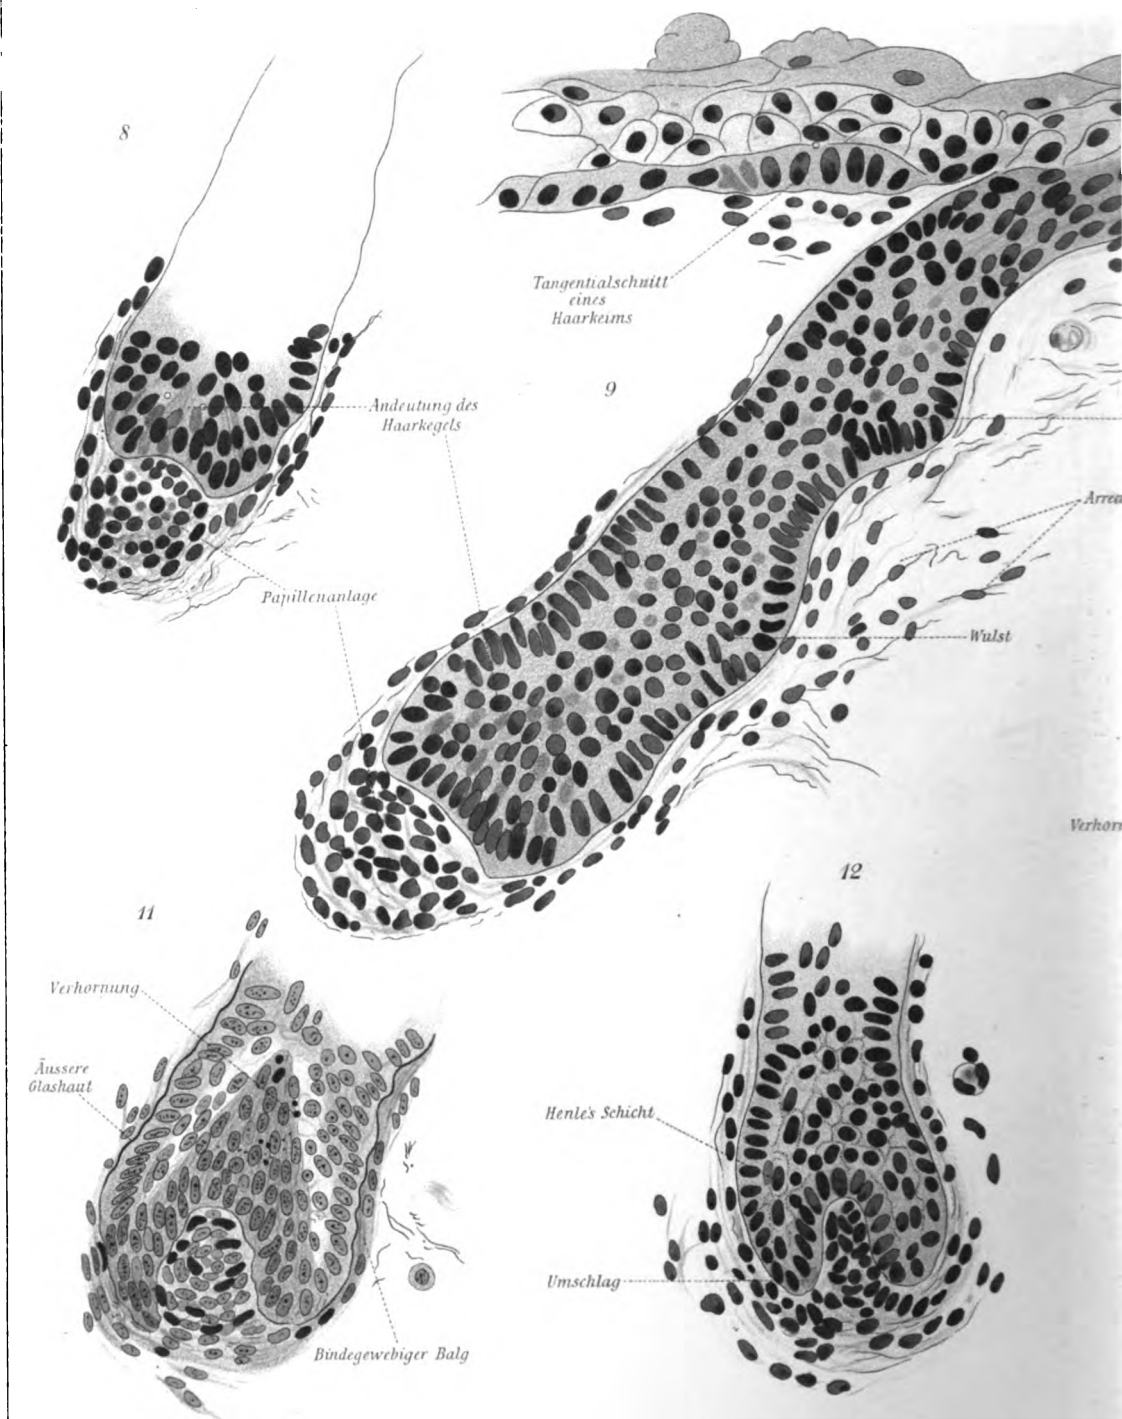 8
Tangentialschnitt
eines
Haarkeims
9
Andeutung des
Haarkegels
Papillenanlage
Wulst
12
11
Verhornung
Äussere
Glashaut
Henle's Schicht
Umschlag
Bindegewebiger Balg